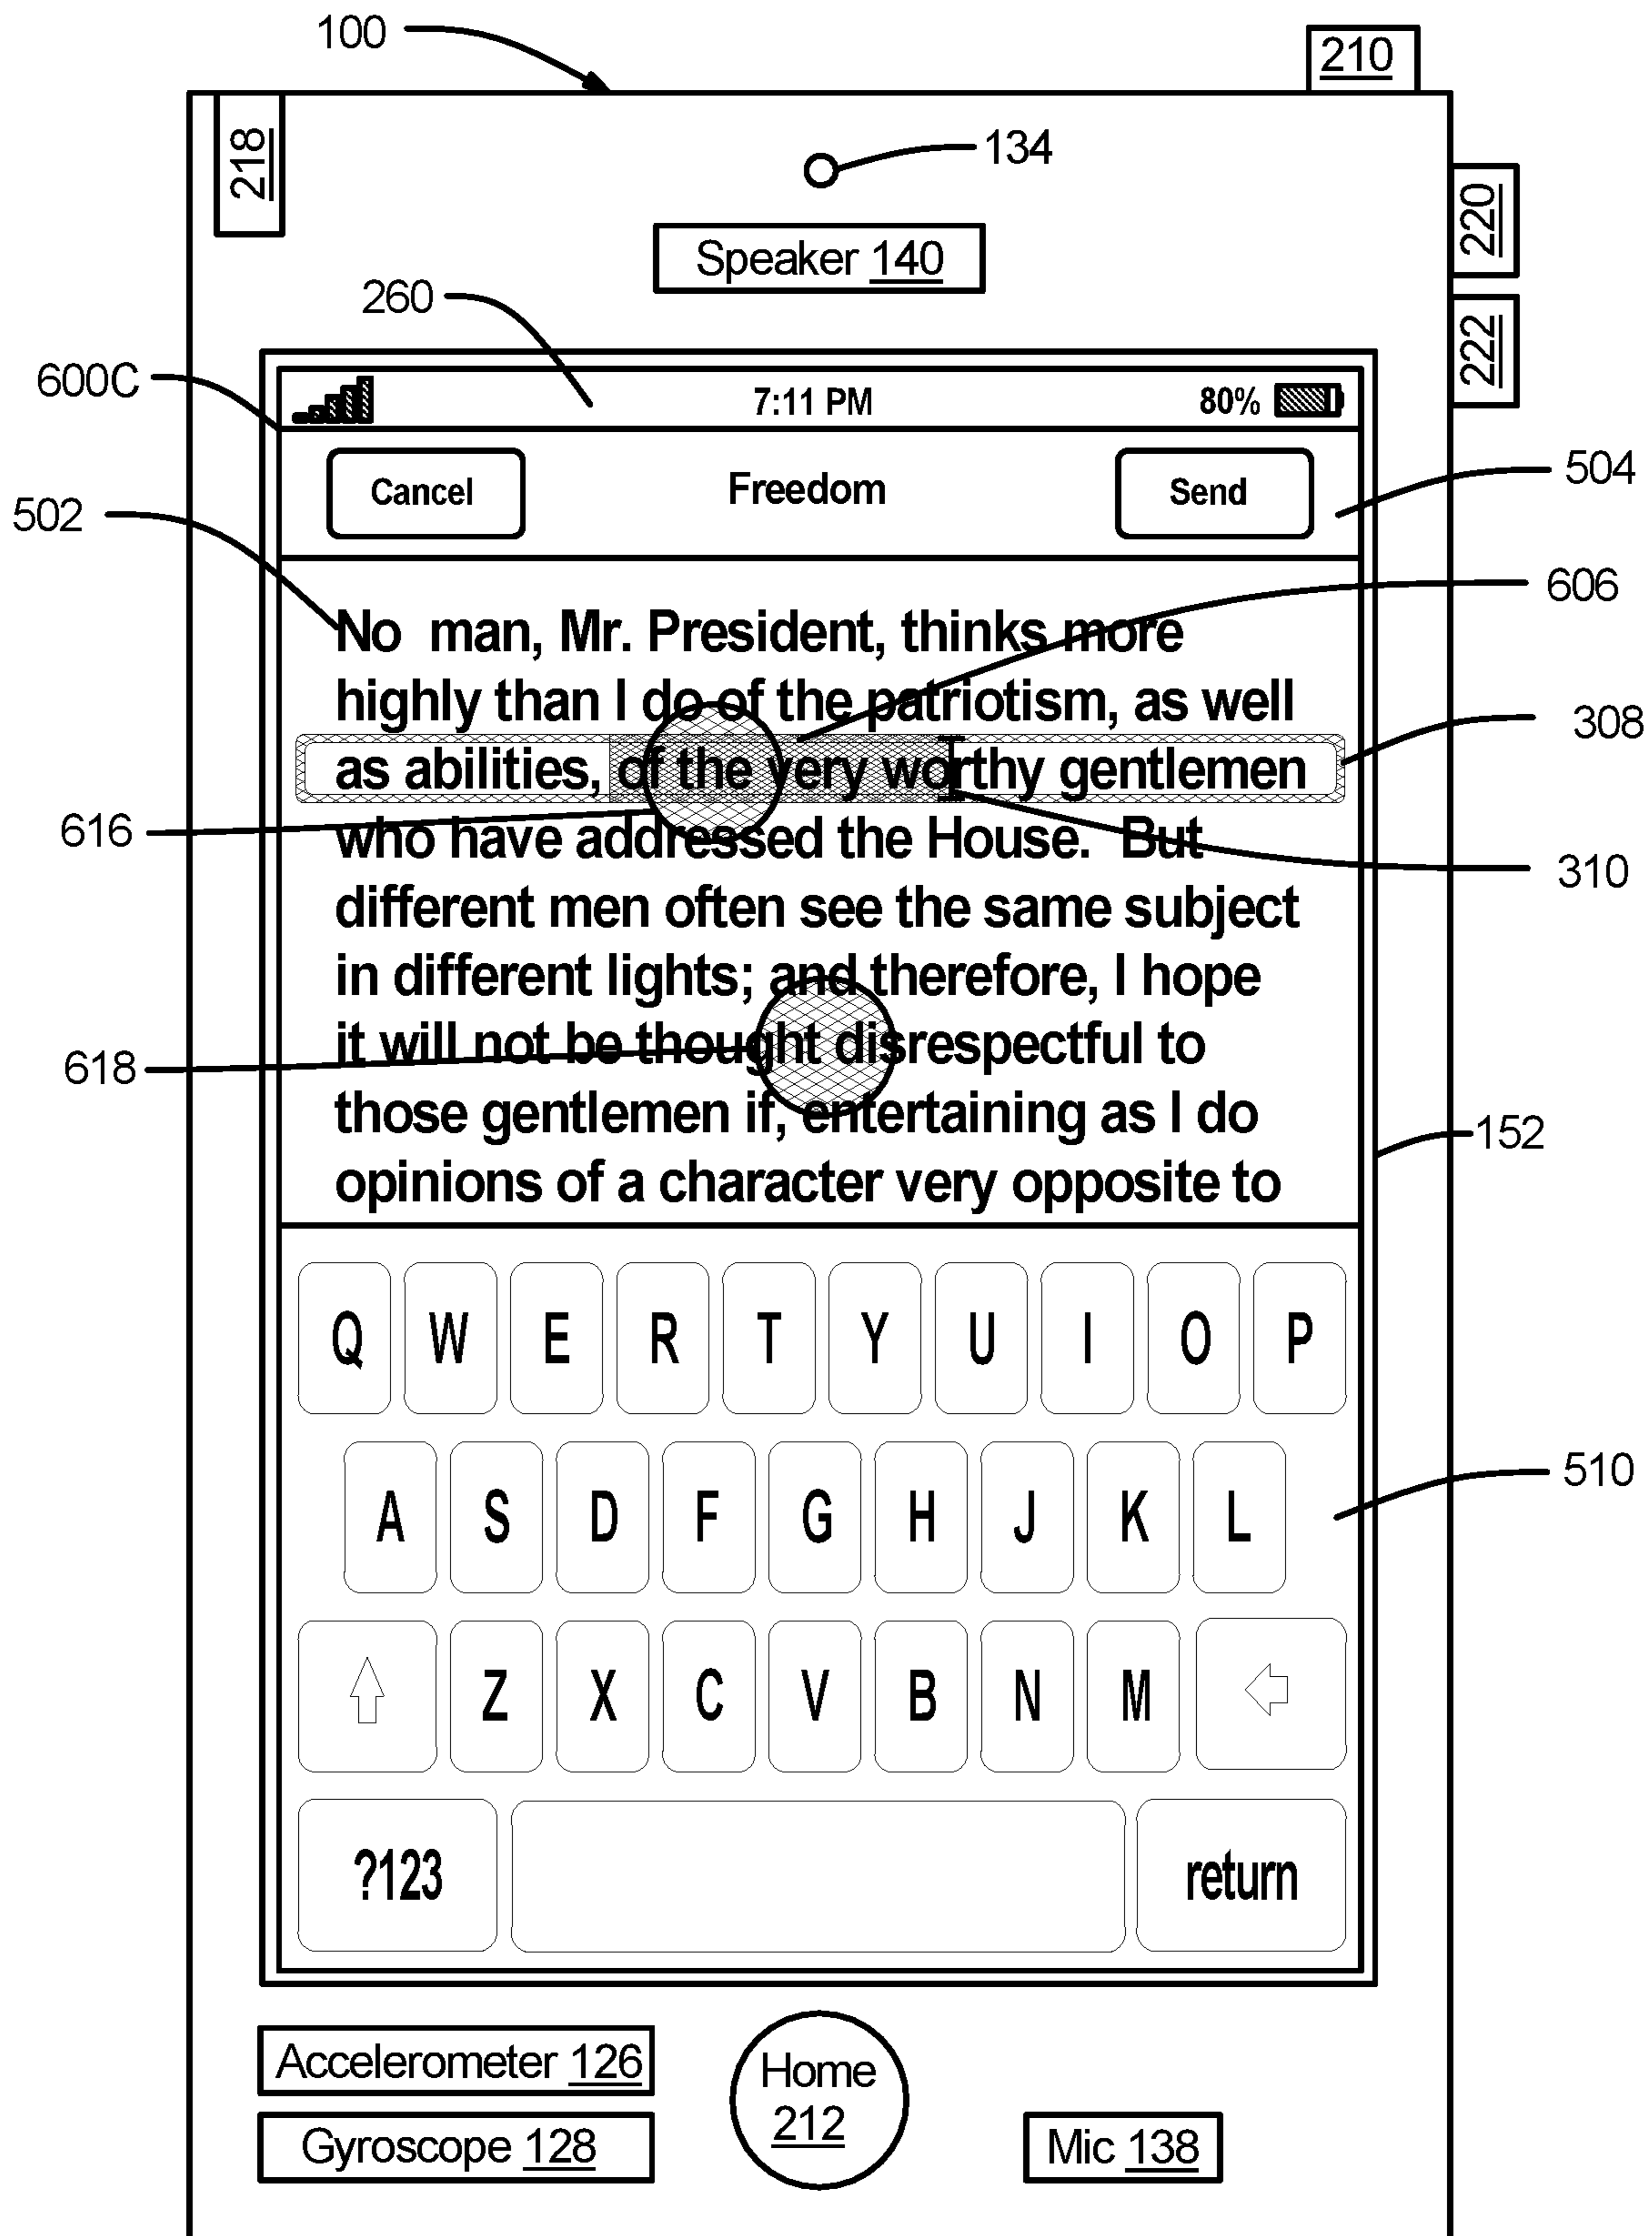 100
210
218
134
220
Speaker 140
260
222
600C
7:11 PM
80%
Cancel
Freedom
Send
504
502
606
No man, Mr. President, thinks more
highly than I do of the patriotism, as well
308
as abilities, of the very worthy gentlemen
616
who have addressed the House. But
310
different men often see the same subject
in different lights; and therefore, I hope
it will not be thought disrespectful to
618
those gentlemen if, entertaining as I do
152
opinions of a character very opposite to
Q W E R T Y U I O P
510
A S D F G H J K L
Z X C V B N M
?123
return
Accelerometer 126
Home
212
Gyroscope 128
Mic 138